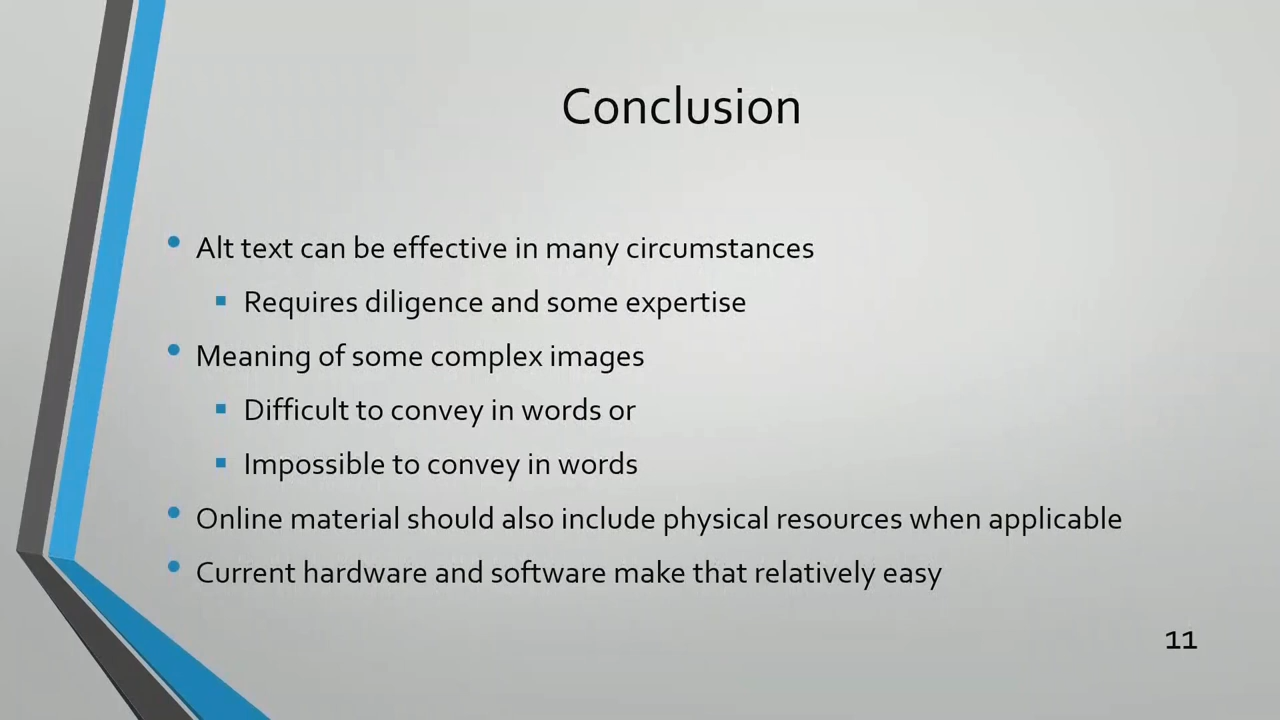 Conclusion
• Alt text can be effective in many circumstances
▪ Requires diligence and some expertise
• Meaning of some complex images
▪ Difficult to convey in words or
▪ Impossible to convey in words
• Online material should also include physical resources when applicable
• Current hardware and software make that relatively easy
11